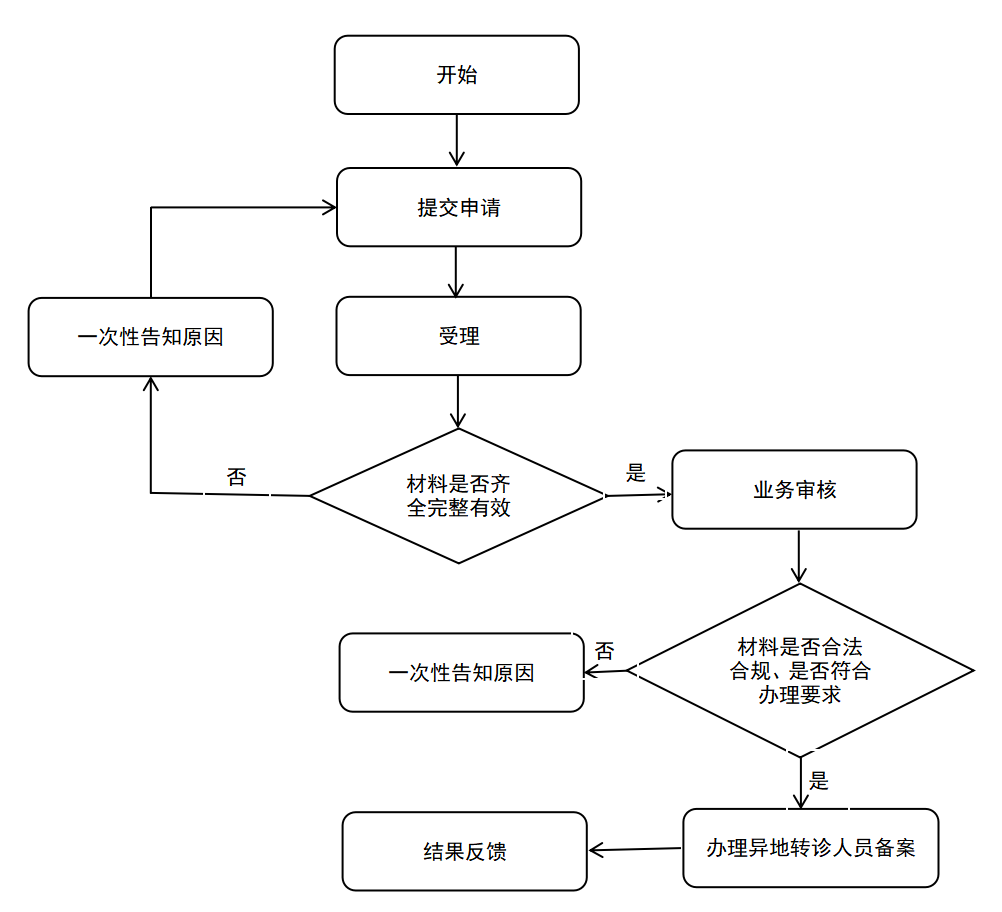 开始
提交申请
一次性告知原因
受理
否
材料是否齐
全完整有效
是
业务审核
一次性告知原因
否
材料是否合法
合规、是否符合
办理要求
是
结果反馈
办理异地转诊人员备案